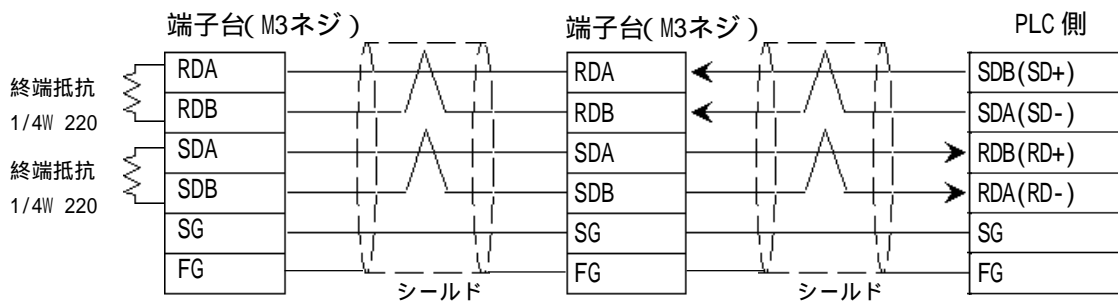 端子台( M3ネジ )
端子台( M3ネジ )
PLC 側
終端抵抗
1/4W 220
終端抵抗
1/4W 220
RDA
RDB
SDA
SDB
SG
FG
RDA
RDB
SDA
SDB
SG
FG
SDB(SD+)
SDA(SD-)
RDB(RD+)
RDA(RD-)
SG
FG
シールド
シールド